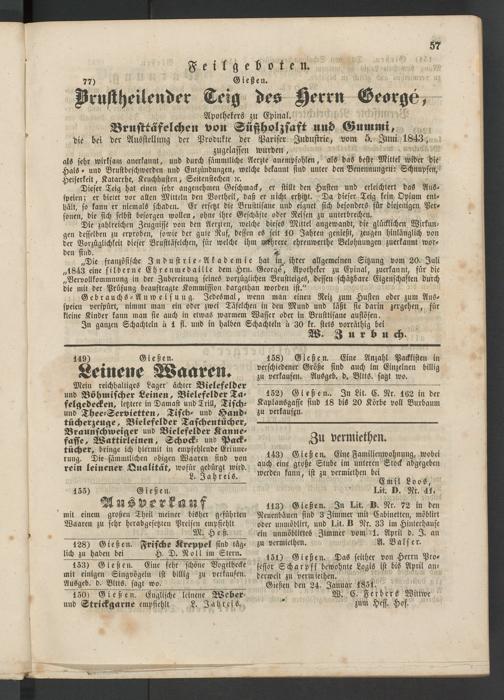 57
Feilgeboten.
77) Gießen.
Brustheilender Teig des Herrn Georgé,
Apothekers zu Epinal.
Brusttäfelchen von Süßholzsaft und Gummi,
die bei der Ausstellung der Produkte der Pariser Industrie, vom 5. Juni 1843,
zugelassen wurden,
als sehr wirksam anerkannt, und durch sämmtliche Aerzte anempfohlen, als das beste Mittel wider die
Hals- und Brustbeschwerden und Entzündungen, welche bekannt sind unter den Benennungen: Schnupfen,
Heiserkeit, Katarrhe, Keuchhusten, Seitenstechen ꝛc.
Dieser Teig hat einen sehr angenehmen Geschmack, er stillt den Husten und erleichtert das Aus-
speien; er bietet vor allen Mitteln den Vortheil, daß er nicht erhitzt. Da dieser Teig kein Opium ent-
hält, so kann er niemals schaden. Er ersetzt die Brusttisane und eignet sich besonders für diejenigen Per-
sonen, die sich selbst besorgen wollen, ohne ihre Geschäfte oder Reisen zu unterbrechen.
Die zahlreichen Zeugnisse von den Aerzten, welche dieses Mittel angewandt, die glücklichen Wirkun-
gen desselben zu erproben, sowie der gute Ruf, dessen es seit 10 Jahren genießt, zeugen hinlänglich von
der Vorzüglichkeit dieser Brusttäfelchen, für welche ihm mehrere ehrenwerthe Belohnungen zuerkannt wor-
den sind.
„Die französische Industrie-Akademie hat in ihrer allgemeinen Sitzung vom 20. Juli
„1843 eine silberne Ehrenmedaille dem Hrn. Georgé, Apotheker zu Epinal, zuerkannt, für die
„Vervollkommnung in der Zubereitung seines vorzüglichen Brustteiges, dessen schätzbare Eigenschaften durch
die mit der Prüfung beauftragte Kommission dargethan worden ist.“
Gebrauchs-Anweisung. Jedesmal, wenn man einen Reiz zum Husten oder zum Aus-
speien verspürt, nimmt man ein oder zwei Täfelchen in den Mund und läßt sie darin zergehen, für
kleine Kinder kann man sie auch in etwas warmem Wasser oder in Brusttisane auflösen.
In ganzen Schachteln à 1 fl. und in halben Schachteln à 30 kr. stets vorräthig bei
W. Zurbuch.
149) Gießen.
Leinene Waaren.
Mein reichhaltiges Lager ächter Bielefelder
und Böhmischer Leinen, Bielefelder Ta-
felgedecken, letztere in Damast und Drill, Tisch-
und Thee-Servietten, Tisch- und Hand-
tücherzeuge, Bielefelder Taschentücher,
Braunschweiger und Bielefelder Kanne-
fasse, Wattirleinen, Schock- und Pack-
tücher, bringe ich hiermit in empfehlende Erinne-
rung. Die sämmtlichen obigen Waaren sind von
rein leinener Qualität, wofür gebürgt wird.
L. Jahreis.
155) Gießen.
Ausverkauf
mit einem großen Theil meiner bisher geführten
Waaren zu sehr herabgesetzten Preisen empfiehlt
M. Heß.
128) Gießen. Frische Kreppel sind täg-
lich zu haben bei H. D. Noll im Stern.
153) Gießen. Eine sehr schöne Vogelhecke
mit einigen Singvögeln ist billig zu verkaufen.
Ausgeb. d. Bltts. sagt wo.
150) Gießen. Englische leinene Weber-
und Strickgarne empfiehlt L. Jahreis.
158) Gießen. Eine Anzahl Packkisten in
verschiedener Größe sind auch im Einzelnen billig
zu verkaufen. Ausgeb. d. Bltts. sagt wo.
152) Gießen. In Lit. C. Nr. 162 in der
Kaplansgasse sind 18 bis 20 Körbe voll Buxbaum
zu verkaufen.
Zu vermiethen.
143) Gießen. Eine Familienwohnung, wobei
auch eine große Stube im unteren Stock abgegeben
werden kann, ist zu vermiethen bei
Emil Loos,
Lit. D. Nr. 41.
113) Gießen. In Lit. B. Nr. 72 in den
Neuenbäuen sind 3 Zimmer mit Cabinetten, möblirt
oder unmöblirt, und Lit. B Nr. 33 im Hinterhause
ein unmöblirtes Zimmer vom 1. April d. J. an
zu vermiethen. A. Balser.
151) Gießen. Das seither von Herrn Pro-
fessor Scharpff bewohnte Logis ist bis April an-
derweit zu vermiethen.
Gießen den 24. Januar 1851.
W. C. Ferbers Wittwe
zum Hess. Hof.